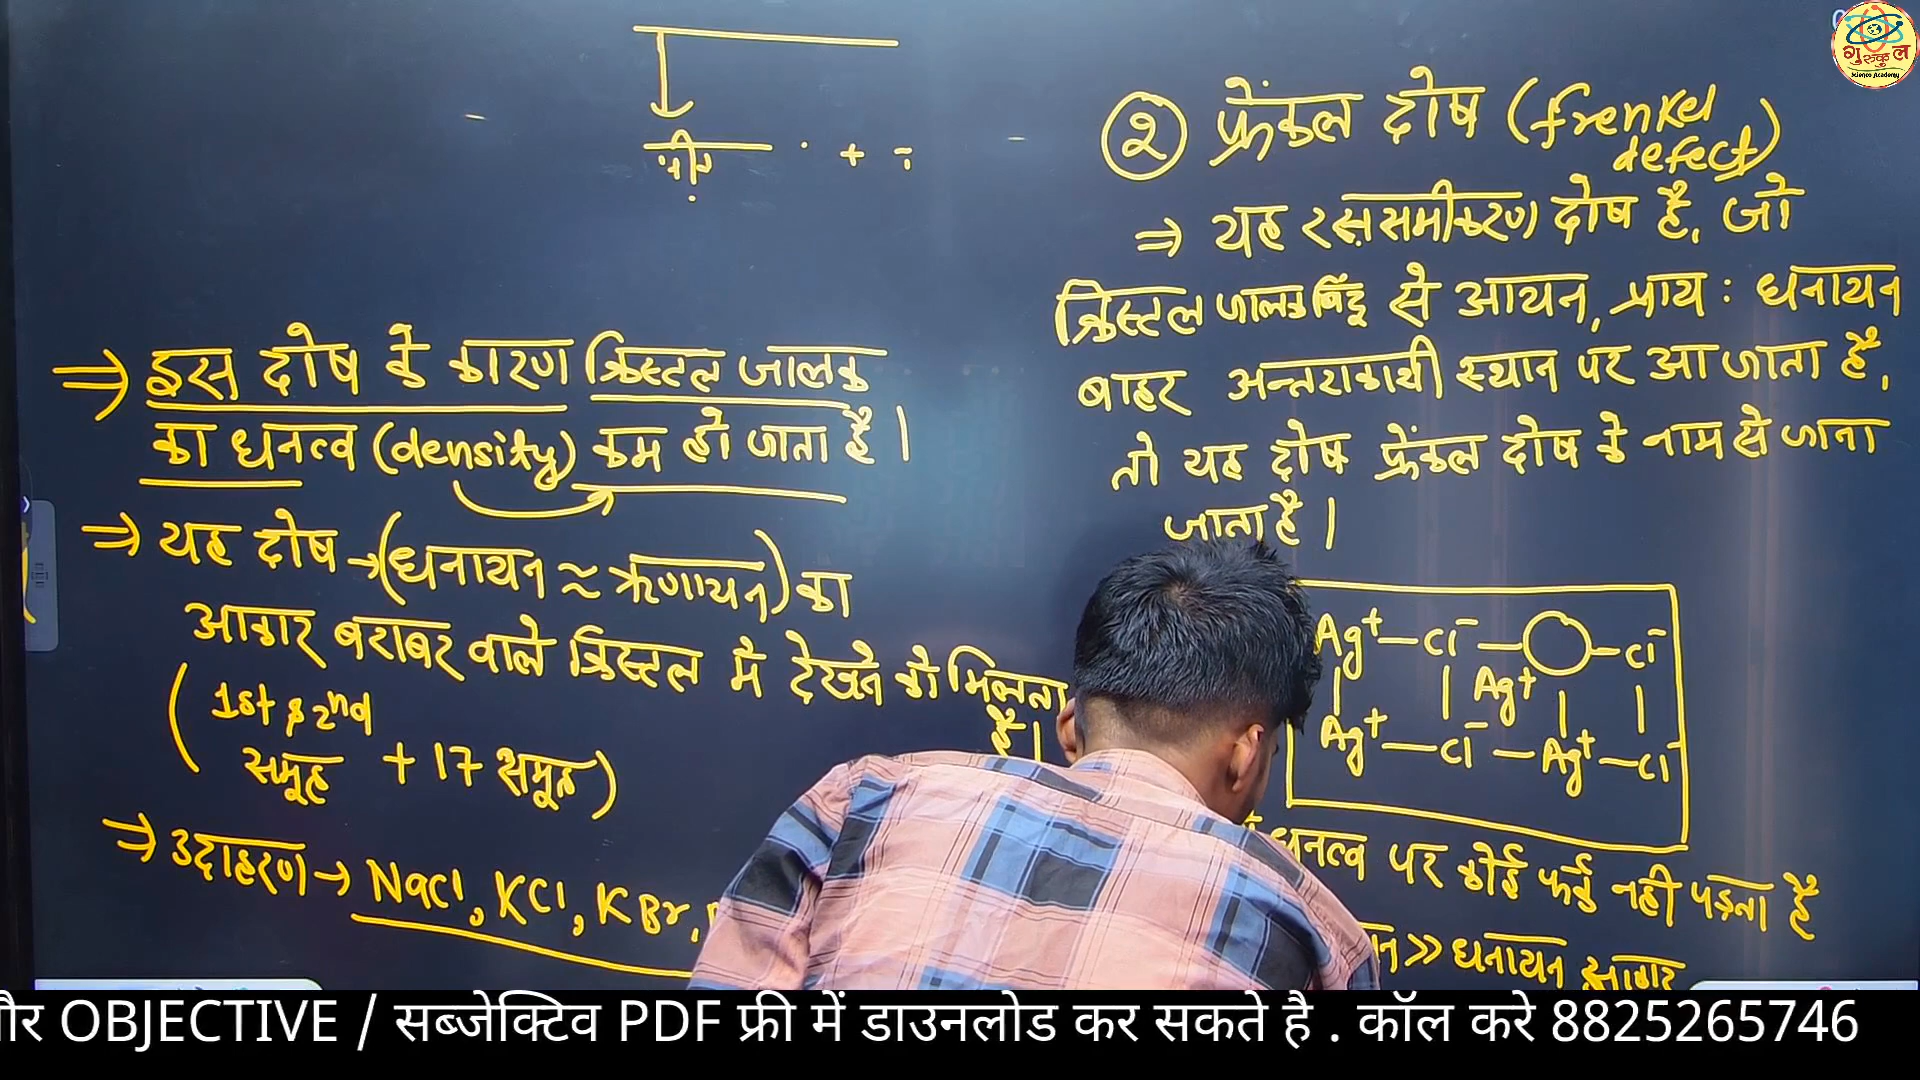 ⇒ इस दोष के कारण क्रिस्टल जालक
का घनत्व (density) कम हो जाता है।
⇒ यह दोष → (धनायन ≈ ऋणायन) का
आकार बराबर वाले क्रिस्टल मे देखने को मिलता
है।
(1st & 2nd
समूह + 17 समूह)
⇒ उदाहरण → NaCl, KCl, KBr,
② फ्रेंकल दोष (frenkel
defect)
⇒ यह रससमीकरण दोष है, जो
क्रिस्टल जालक बिंदु से आयन, प्राय: धनायन
बाहर अन्तराकाशी स्थान पर आ जाता है,
तो यह दोष फ्रेंकल दोष के नाम से जाना
जाता है।
Ag⁺—Cl⁻—◯—Cl⁻
Ag⁺
Ag⁺—Cl⁻—Ag⁺—Cl⁻
घनत्व पर कोई फर्क नही पड़ता है
न >> धनायन आकार
गुरुकुल
Science Academy
और OBJECTIVE / सब्जेक्टिव PDF फ्री में डाउनलोड कर सकते है . कॉल करे 8825265746